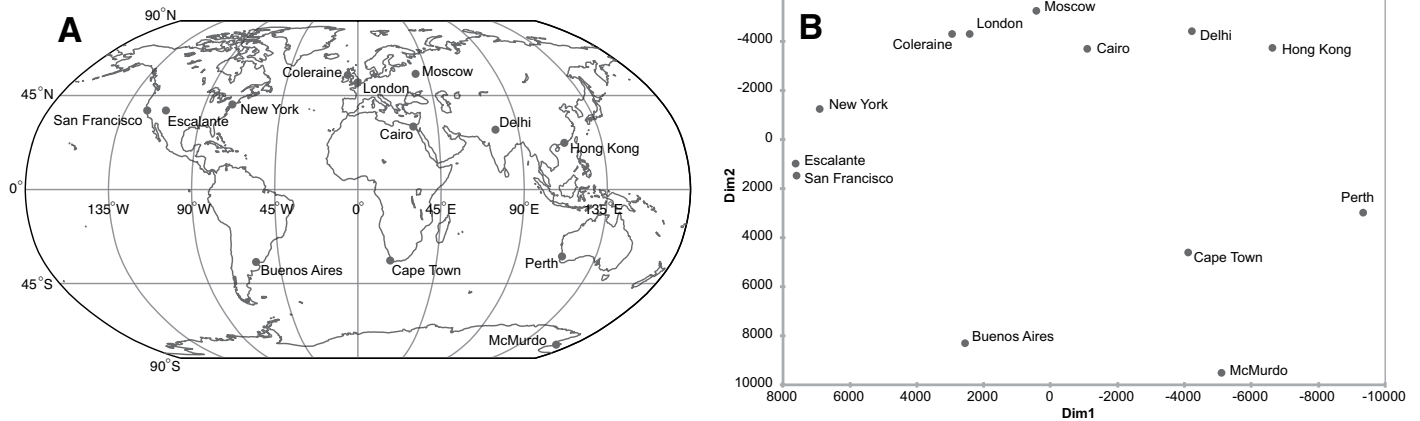 A
90°N
Coleraine
Moscow
London
45°N
New York
San Francisco
Escalante
Cairo
Delhi
Hong Kong
0°
135°W
90°W
45°W
0°
45°E
90°E
135°E
Buenos Aires
Cape Town
Perth
45°S
McMurdo
90°S
B
Moscow
London
Coleraine
Cairo
Delhi
Hong Kong
New York
Escalante
San Francisco
Perth
Cape Town
Buenos Aires
McMurdo
-4000
-2000
0
2000
4000
6000
8000
10000
Dim2
8000 6000 4000 2000 0 -2000 -4000 -6000 -8000 -10000
Dim1